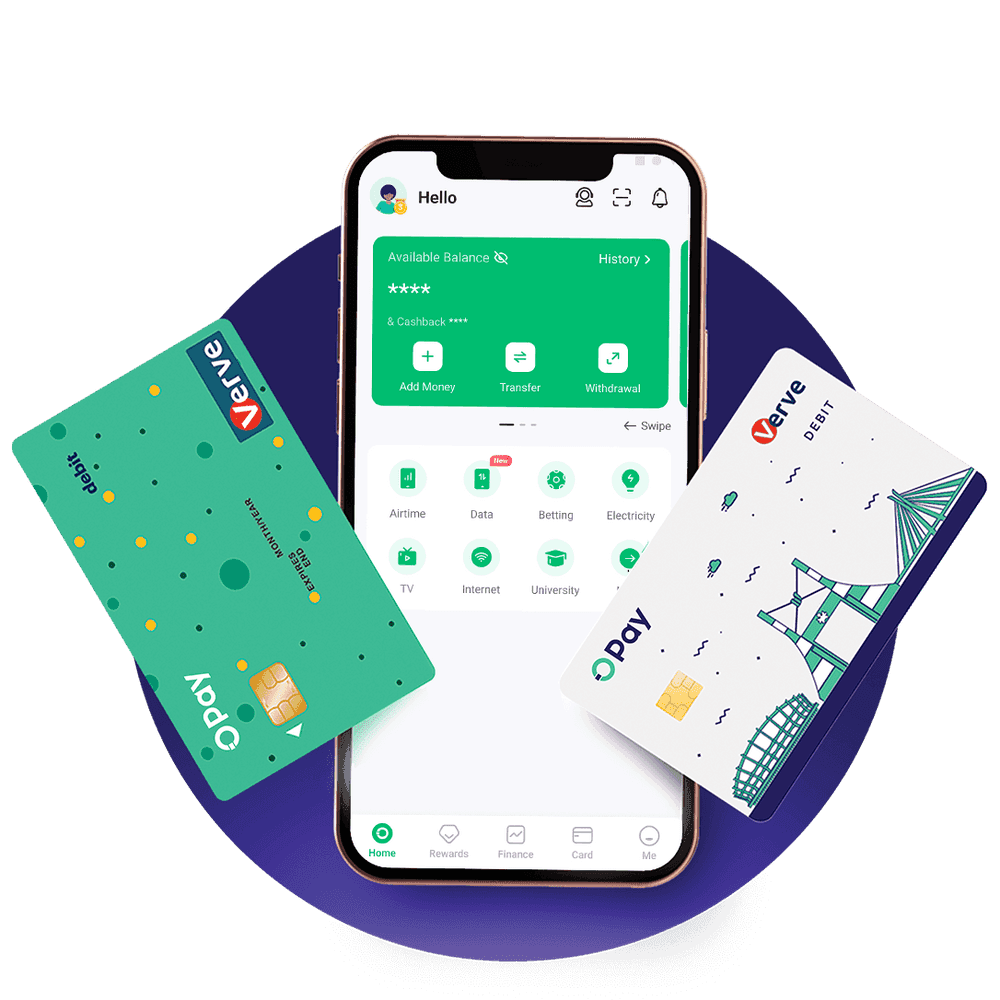 Hello
Available Balance
History
****
& Cashback ****
Add Money
Transfer
Withdrawal
Swipe
New
Airtime
Data
Betting
Electricity
TV
Internet
University
Home
Rewards
Finance
Card
Me
Verve
debit
EXPIRES
END
MONTH/YEAR
OPay
Verve
DEBIT
OPay